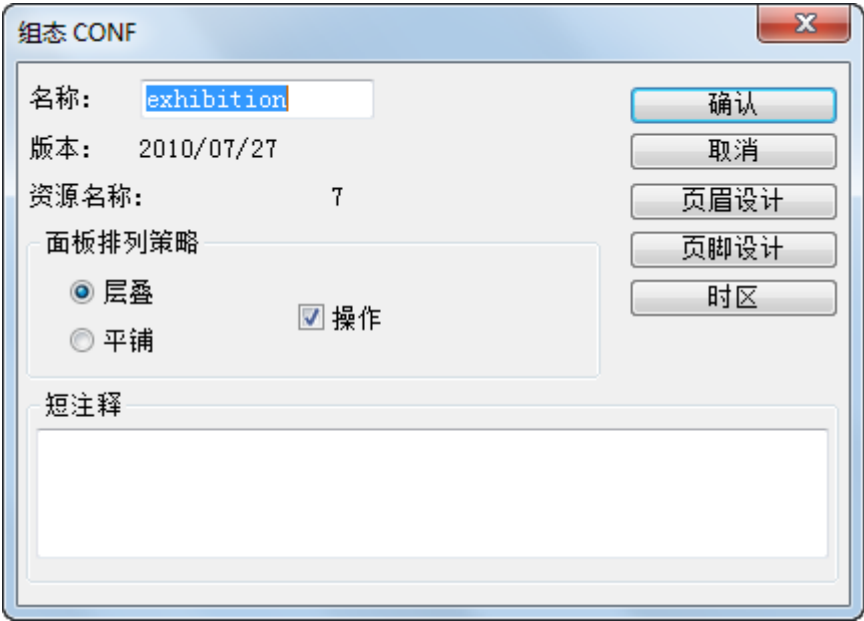 组态 CONF
名称: exhibition
确认
版本: 2010/07/27
取消
资源名称: 7
页眉设计
面板排列策略
页脚设计
层叠
时区
操作
平铺
短注释